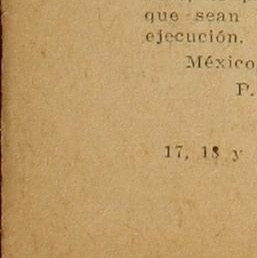 que sean
ejecución.
México
P.
17, 18 y